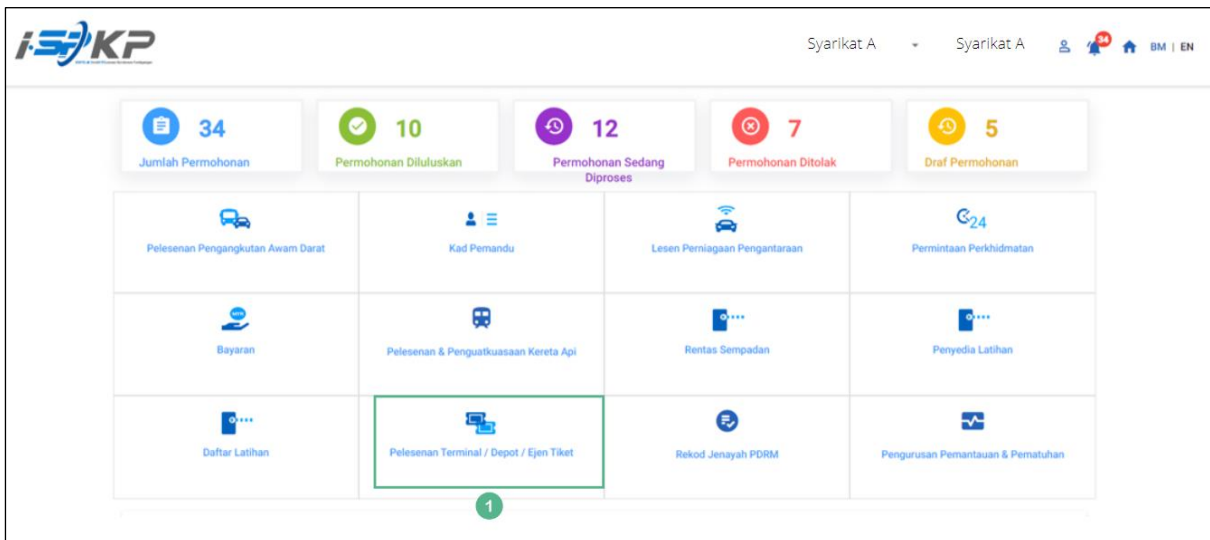 i-SPKP
Syarikat A
Syarikat A
34
BM | EN
34
Jumlah Permohonan
10
Permohonan Diluluskan
12
Permohonan Sedang
Diproses
7
Permohonan Ditolak
5
Draf Permohonan
Pelesenan Pengangkutan Awam Darat
Kad Pemandu
Lesen Perniagaan Pengantaraan
24
Permintaan Perkhidmatan
Bayaran
Pelesenan & Penguatkuasaan Kereta Api
Rentas Sempadan
Penyedia Latihan
Daftar Latihan
Pelesenan Terminal / Depot / Ejen Tiket
Rekod Jenayah PDRM
Pengurusan Pemantauan & Pematuhan
1